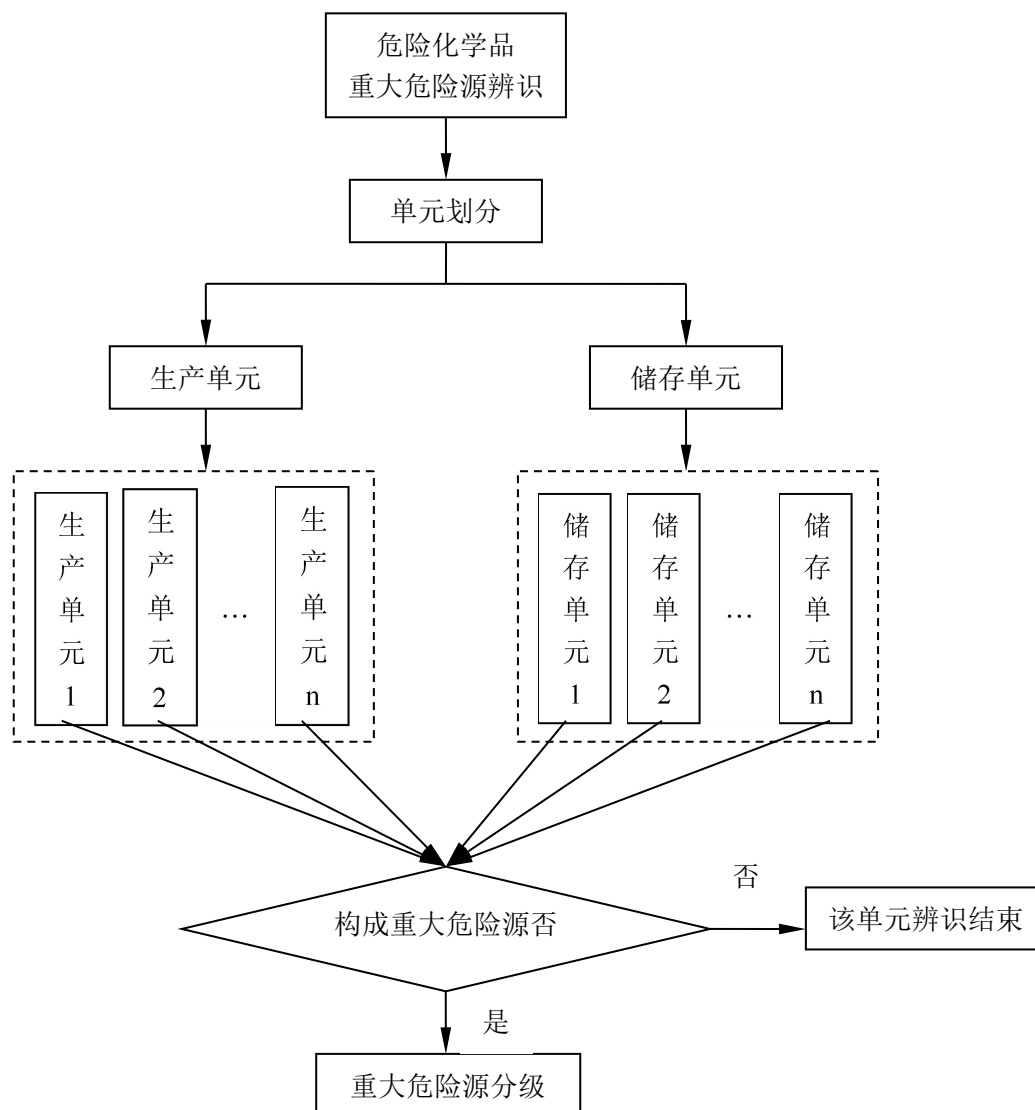 危险化学品
重大危险源辨识
单元划分
生产单元
储存单元
生产单元1
生产单元2
…
生产单元n
储存单元1
储存单元2
…
储存单元n
构成重大危险源否
否
该单元辨识结束
是
重大危险源分级